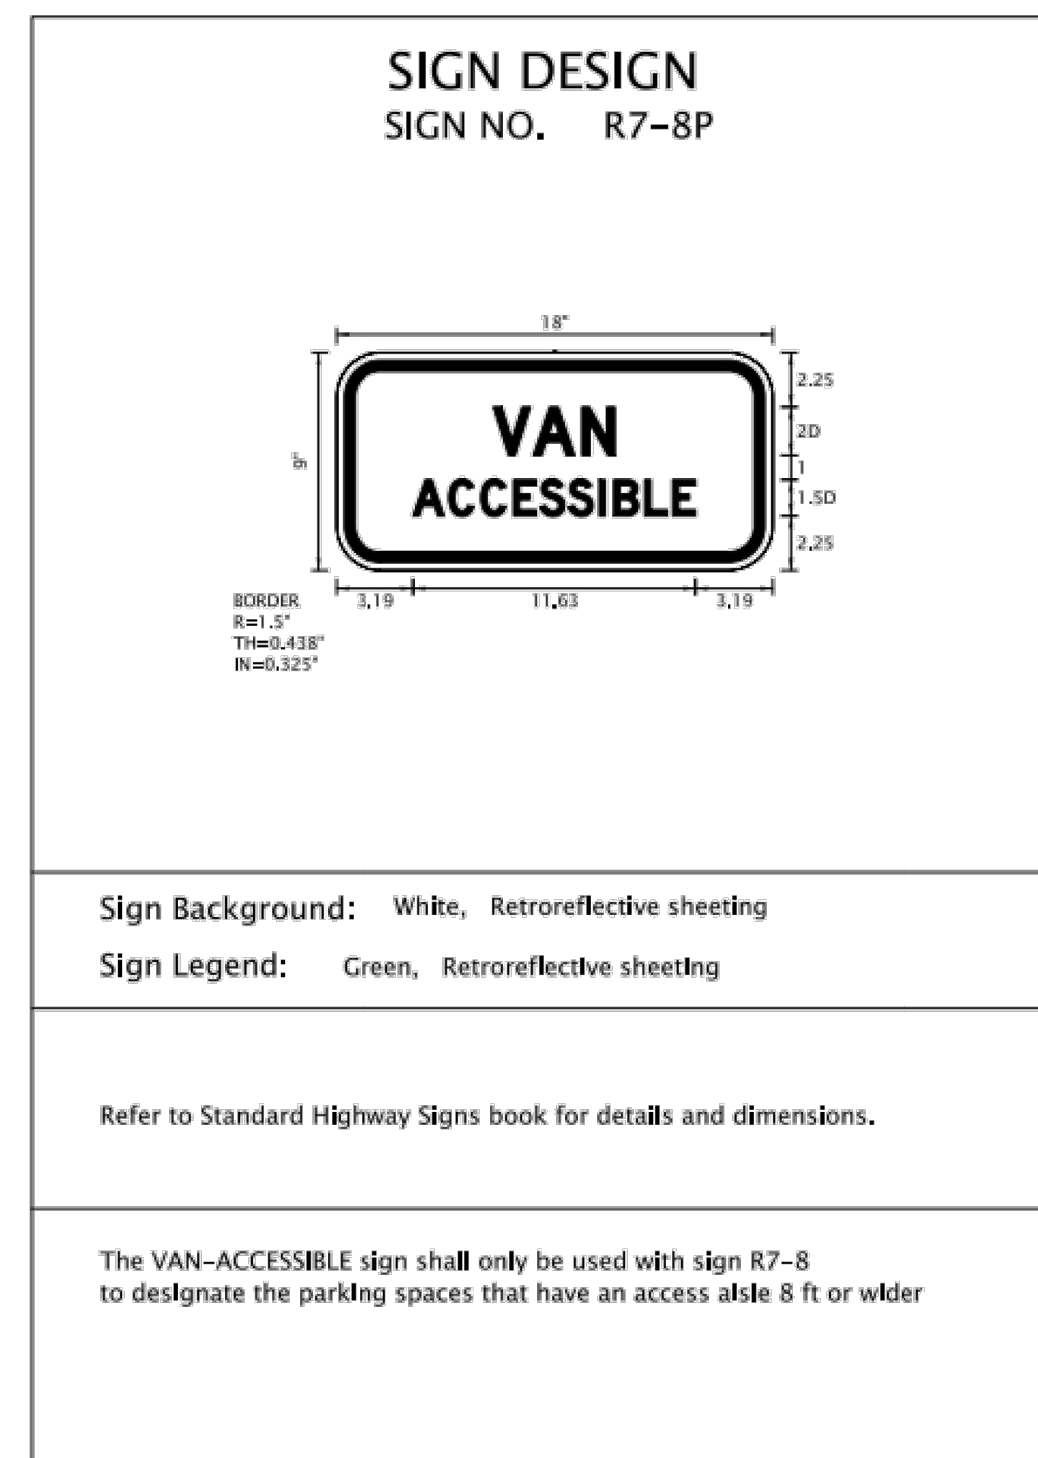 SIGN DESIGN
SIGN NO. R7-8P
18"
2.25
VAN
2D
9"
1
ACCESSIBLE
1.5D
2.25
3.19 11.63 3.19
BORDER
R=1.5"
TH=0.438"
IN=0.325"
Sign Background: White, Retroreflective sheeting
Sign Legend: Green, Retroreflective sheeting
Refer to Standard Highway Signs book for details and dimensions.
The VAN-ACCESSIBLE sign shall only be used with sign R7-8
to designate the parking spaces that have an access aisle 8 ft or wider